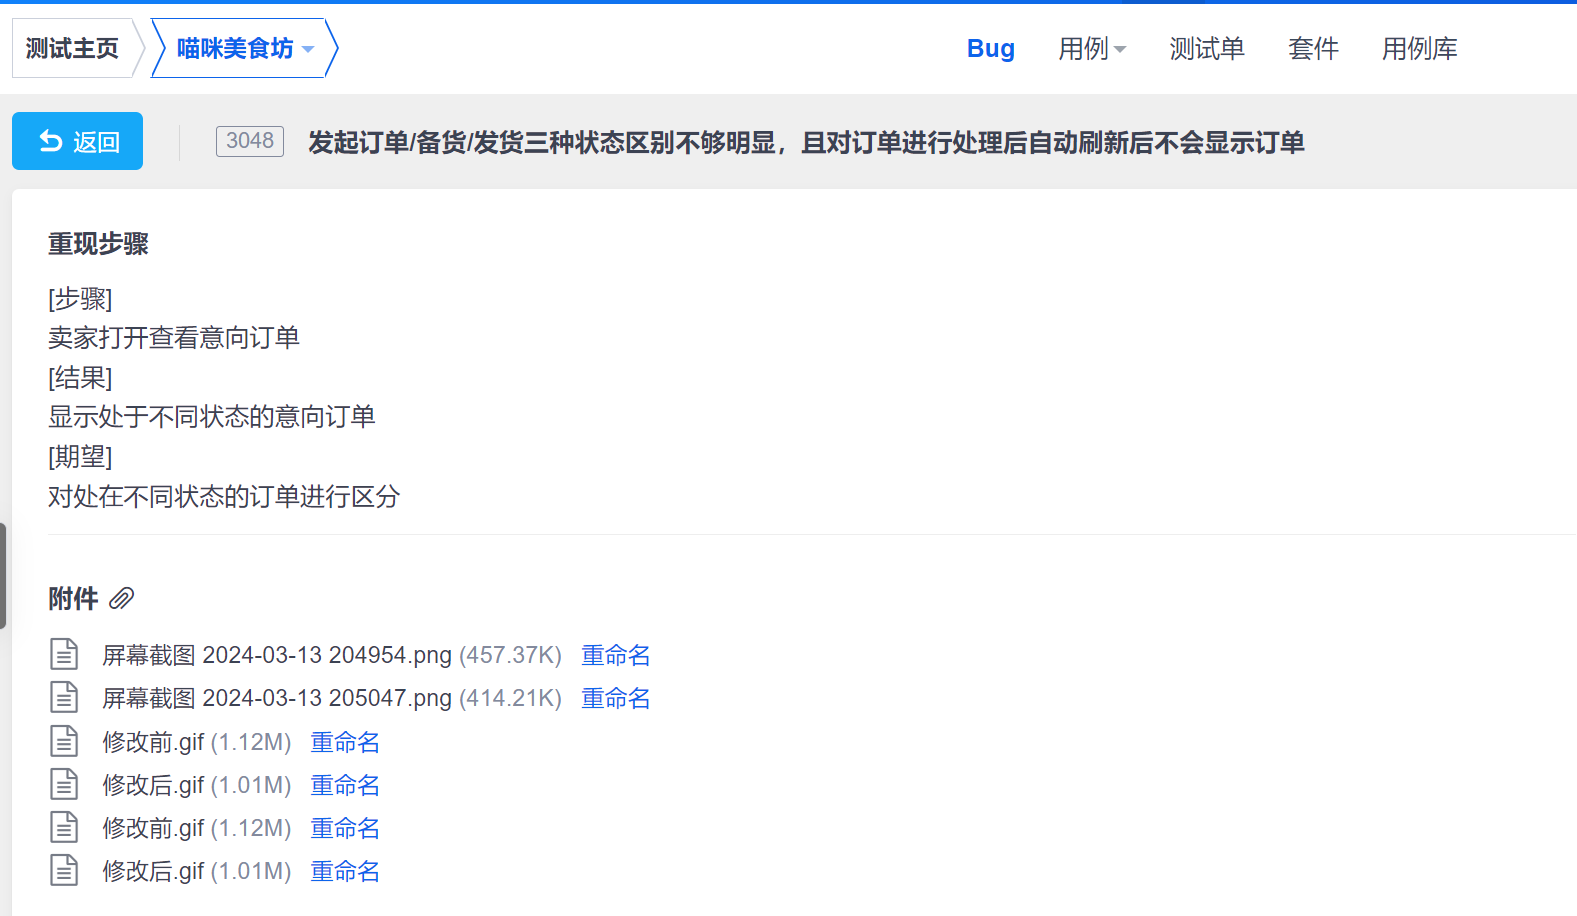 测试主页
喵咪美食坊
Bug
用例
测试单
套件
用例库
返回
3048
发起订单/备货/发货三种状态区别不够明显，且对订单进行处理后自动刷新后不会显示订单
重现步骤
[步骤]
卖家打开查看意向订单
[结果]
显示处于不同状态的意向订单
[期望]
对处在不同状态的订单进行区分
附件
屏幕截图 2024-03-13 204954.png (457.37K) 重命名
屏幕截图 2024-03-13 205047.png (414.21K) 重命名
修改前.gif (1.12M) 重命名
修改后.gif (1.01M) 重命名
修改前.gif (1.12M) 重命名
修改后.gif (1.01M) 重命名